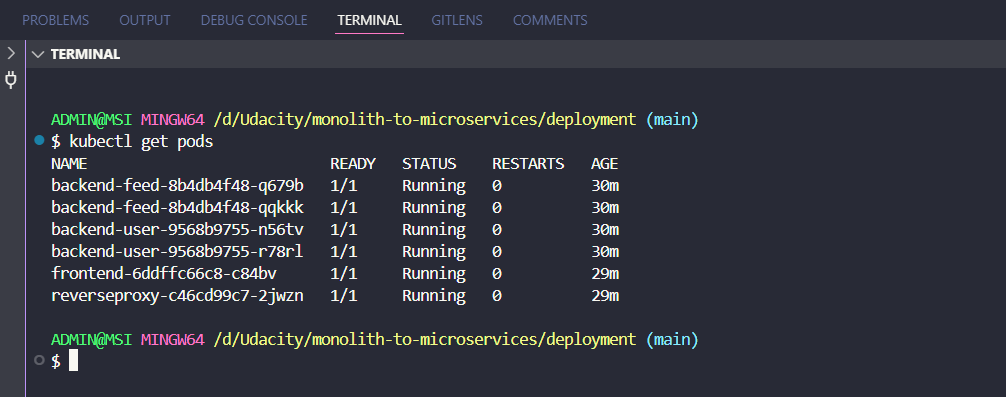 PROBLEMS OUTPUT DEBUG CONSOLE TERMINAL GITLENS COMMENTS
TERMINAL
ADMIN@MSI MINGW64 /d/Udacity/monolith-to-microservices/deployment (main)
$ kubectl get pods
NAME READY STATUS RESTARTS AGE
backend-feed-8b4db4f48-q679b 1/1 Running 0 30m
backend-feed-8b4db4f48-qqkkk 1/1 Running 0 30m
backend-user-9568b9755-n56tv 1/1 Running 0 30m
backend-user-9568b9755-r78rl 1/1 Running 0 30m
frontend-6ddffc66c8-c84bv 1/1 Running 0 29m
reverseproxy-c46cd99c7-2jwzn 1/1 Running 0 29m
ADMIN@MSI MINGW64 /d/Udacity/monolith-to-microservices/deployment (main)
$